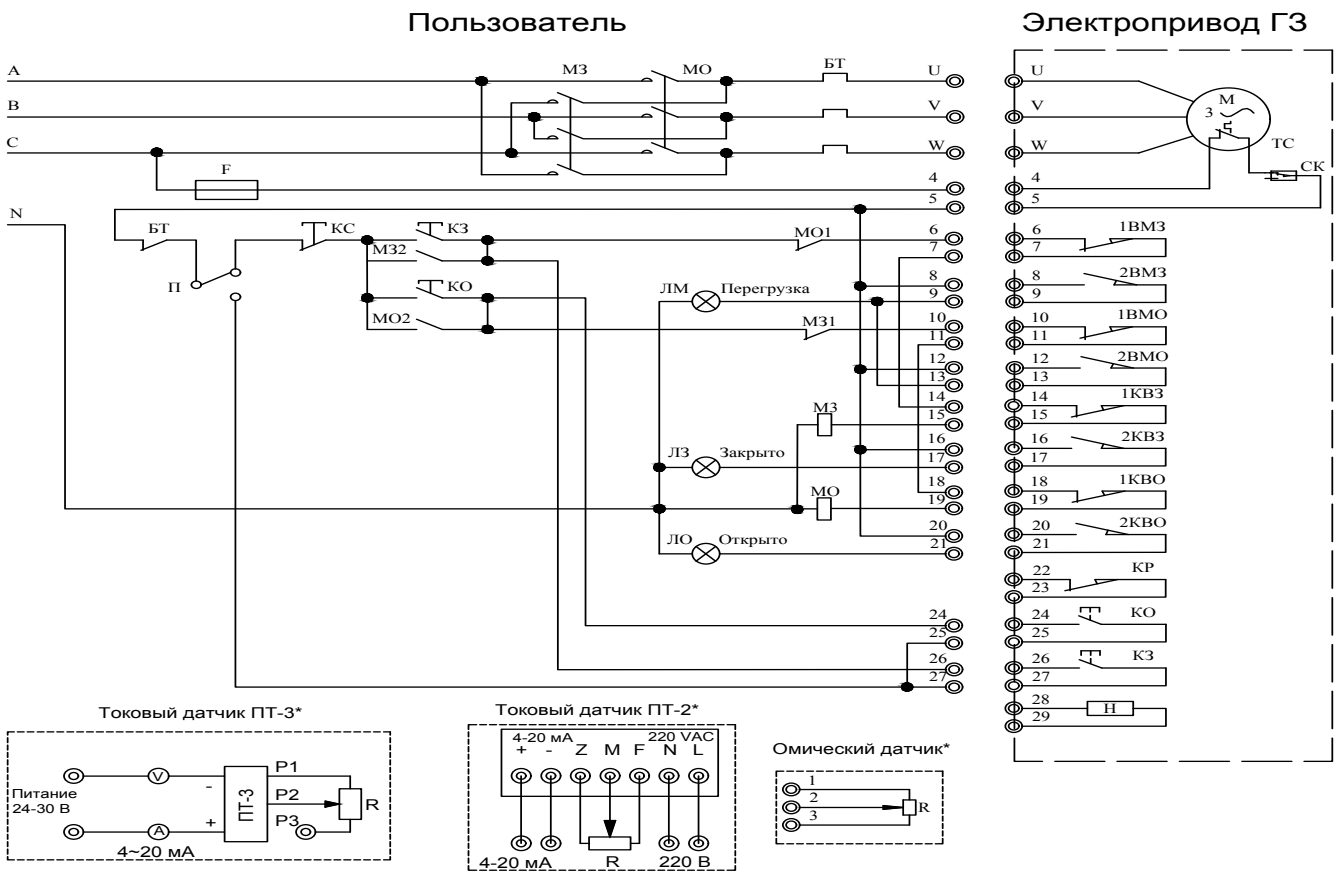 Пользователь
Электропривод ГЗ
A
МЗ
МО
БТ
U
U
M
3
B
V
V
C
W
W
ТС
F
4
4
СК
5
5
N
БТ
КС
КЗ
МО1
6
6
1ВМЗ
МЗ2
7
7
П
КО
ЛМ
Перегрузка
8
8
2ВМЗ
9
9
МО2
МЗ1
10
10
1ВМО
11
11
12
12
2ВМО
13
13
МЗ
14
14
1КВЗ
15
15
ЛЗ
Закрыто
16
16
2КВЗ
17
17
МО
18
18
1КВО
19
19
ЛО
Открыто
20
20
2КВО
21
21
22
КР
23
24
24
КО
25
25
26
26
КЗ
27
27
28
Н
29
Токовый датчик ПТ-3*
Питание
24-30 В
V
A
-
+
4~20 мА
ПТ-3
P1
P2
P3
R
Токовый датчик ПТ-2*
4-20 мА
220 VAC
+ - Z M F N L
4-20 мА
R
220 В
Омический датчик*
1
2
3
R